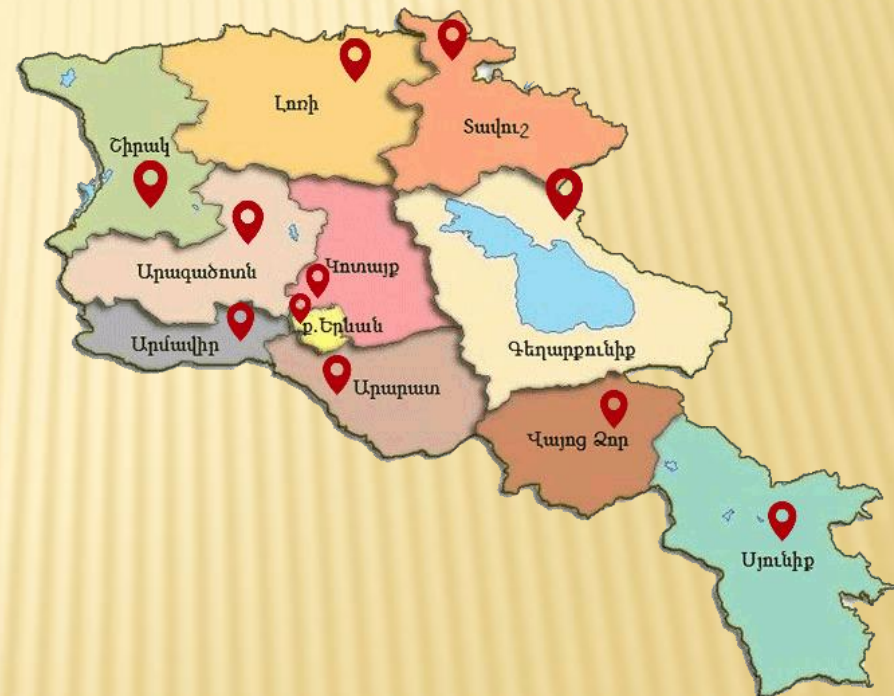 Լոռի
Տավուշ
Շիրակ
Արագածոտն
Կոտայք
ք.Երևան
Արմավիր
Գեղարքունիք
Արարատ
Վայոց Ձոր
Սյունիք